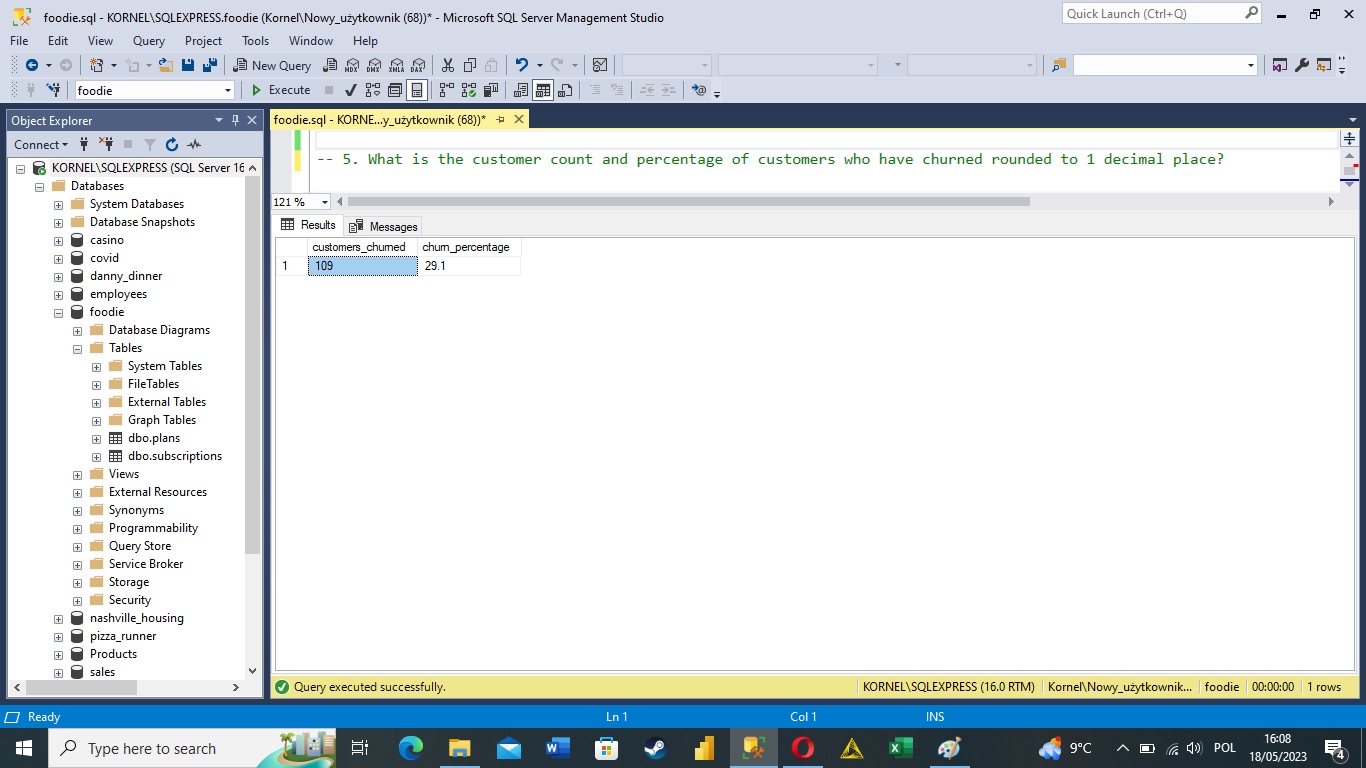 foodie.sql - KORNEL\SQLEXPRESS.foodie (Kornel\Nowy_użytkownik (68))* - Microsoft SQL Server Management Studio
Quick Launch (Ctrl+Q)
File Edit View Query Project Tools Window Help
New Query
MDX DMX XMLA DAX
foodie
Execute
Object Explorer
foodie.sql - KORNE...y_użytkownik (68))*
Connect
KORNEL\SQLEXPRESS (SQL Server 16
Databases
System Databases
Database Snapshots
casino
covid
danny_dinner
employees
foodie
Database Diagrams
Tables
System Tables
FileTables
External Tables
Graph Tables
dbo.plans
dbo.subscriptions
Views
External Resources
Synonyms
Programmability
Query Store
Service Broker
Storage
Security
nashville_housing
pizza_runner
Products
sales
-- 5. What is the customer count and percentage of customers who have churned rounded to 1 decimal place?
121 %
Results Messages
customers_churned churn_percentage
1 109 29.1
Query executed successfully.
KORNEL\SQLEXPRESS (16.0 RTM) Kornel\Nowy_użytkownik... foodie 00:00:00 1 rows
Ready Ln 1 Col 1 INS
Type here to search
9°C
POL
16:08
18/05/2023
4